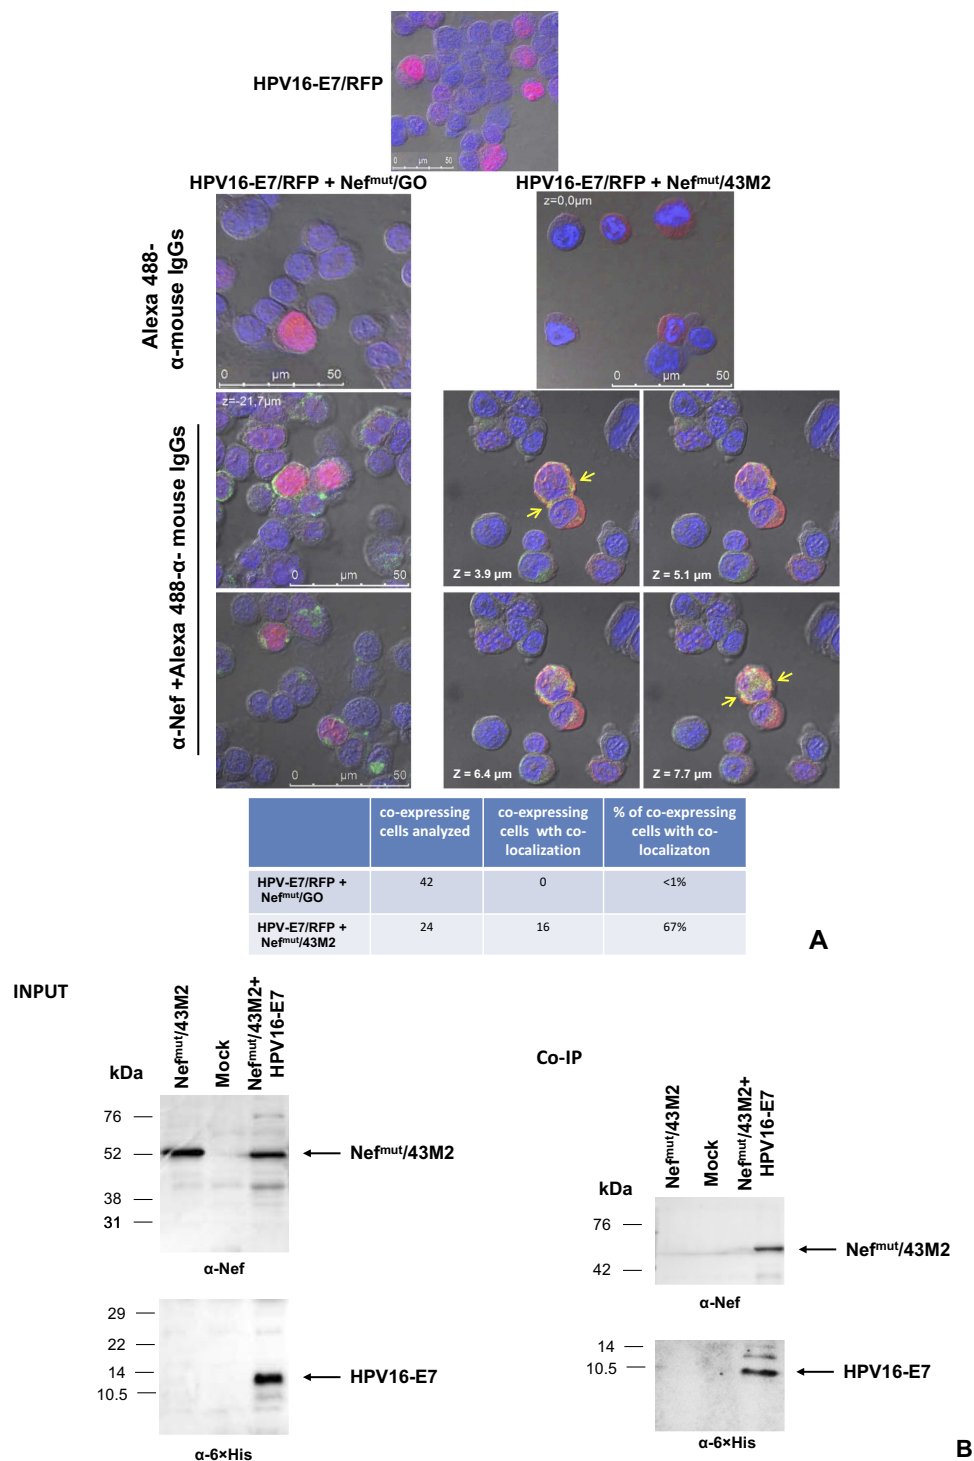 HPV16-E7/RFP
0 µm 50
HPV16-E7/RFP + Nefmut/GO
HPV16-E7/RFP + Nefmut/43M2
Alexa 488-
α-mouse IgGs
0 µm 50
z=0,0µm
0 µm 50
α-Nef +Alexa 488-α- mouse IgGs
z=-21,7µm
0 µm 50
Z = 3.9 µm
Z = 5.1 µm
0 µm 50
Z = 6.4 µm
Z = 7.7 µm
co-expressing cells analyzed
co-expressing cells wth co-localization
% of co-expressing cells with co-localizaton
HPV-E7/RFP + Nefmut/GO
42
0
<1%
HPV-E7/RFP + Nefmut/43M2
24
16
67%
A
INPUT
kDa
Nefmut/43M2
Mock
Nefmut/43M2+
HPV16-E7
76
52
38
31
Nefmut/43M2
α-Nef
29
22
14
10.5
HPV16-E7
α-6×His
Co-IP
kDa
Nefmut/43M2
Mock
Nefmut/43M2+
HPV16-E7
76
42
Nefmut/43M2
α-Nef
14
10.5
HPV16-E7
α-6×His
B